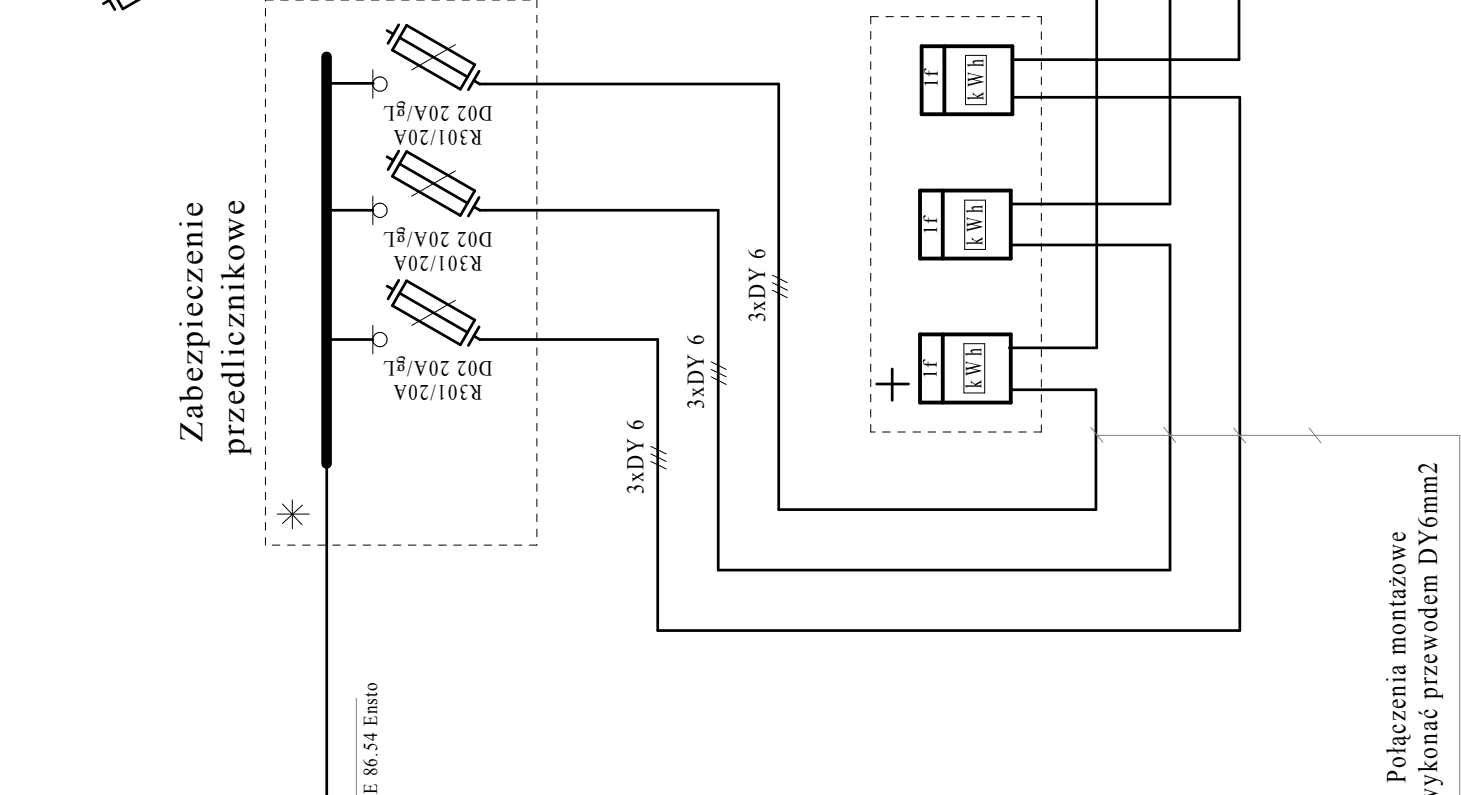 Zabezpieczenie
przedlicznikowe
D02 20A/gL
R301/20A
D02 20A/gL
R301/20A
D02 20A/gL
R301/20A
3xDY 6
3xDY 6
3xDY 6
1f
kWh
1f
kWh
1f
kWh
E 86.54 Ensto
Połączenia montażowe
przewodem DY6mm2